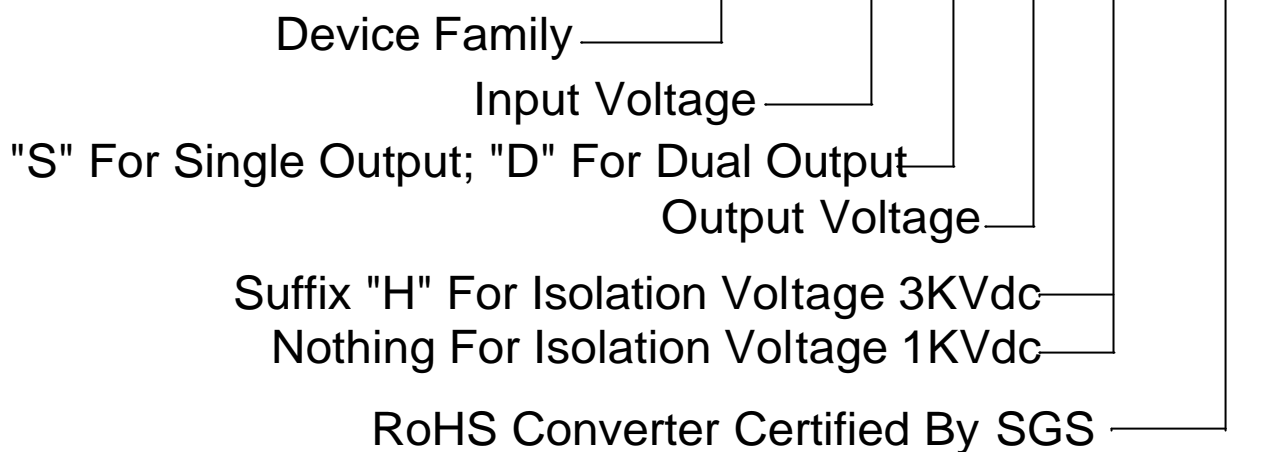 Device Family
Input Voltage
"S" For Single Output; "D" For Dual Output
Output Voltage
Suffix "H" For Isolation Voltage 3KVdc
Nothing For Isolation Voltage 1KVdc
RoHS Converter Certified By SGS